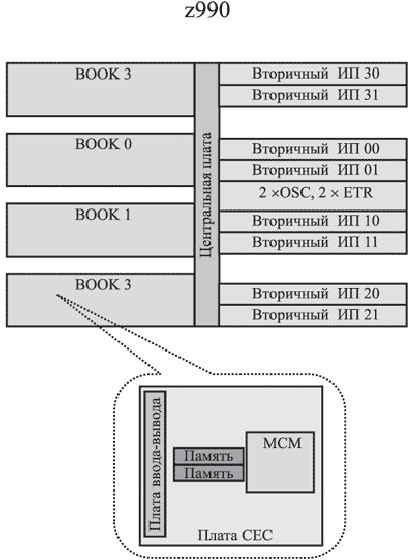 z990
BOOK 3
BOOK 0
BOOK 1
BOOK 3
Центральная плата
Вторичный ИП 30
Вторичный ИП 31
Вторичный ИП 00
Вторичный ИП 01
2 ×OSC, 2 × ETR
Вторичный ИП 10
Вторичный ИП 11
Вторичный ИП 20
Вторичный ИП 21
Плата ввода-вывода
Память
Память
MCM
Плата CEC